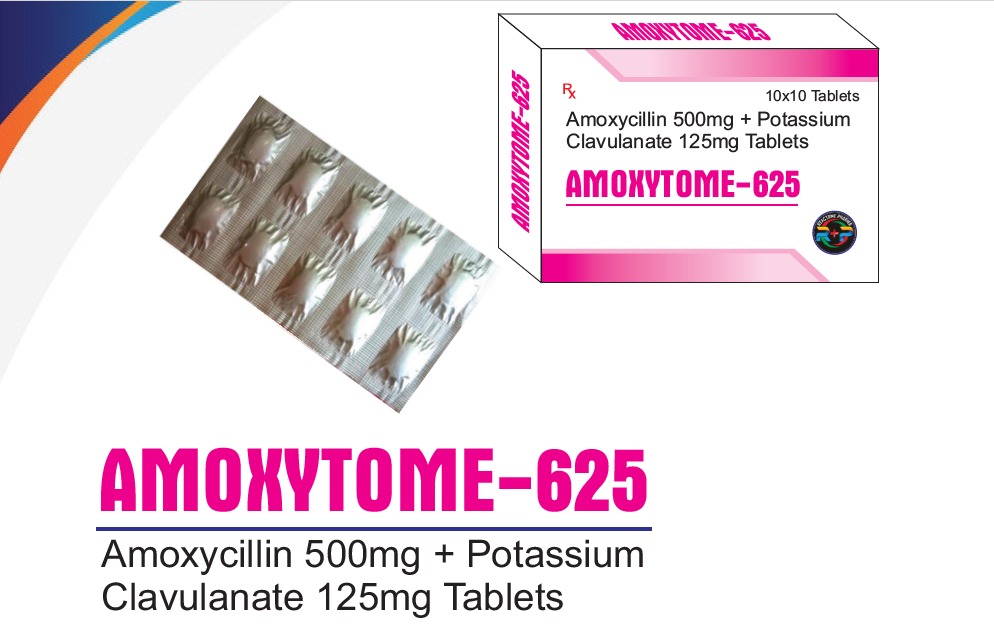 AMOXYTOME-625
AMOXYTOME-625
Rx
10x10 Tablets
Amoxycillin 500mg + Potassium
Clavulanate 125mg Tablets
AMOXYTOME-625
AMOXYTOME-625
Amoxycillin 500mg + Potassium
Clavulanate 125mg Tablets